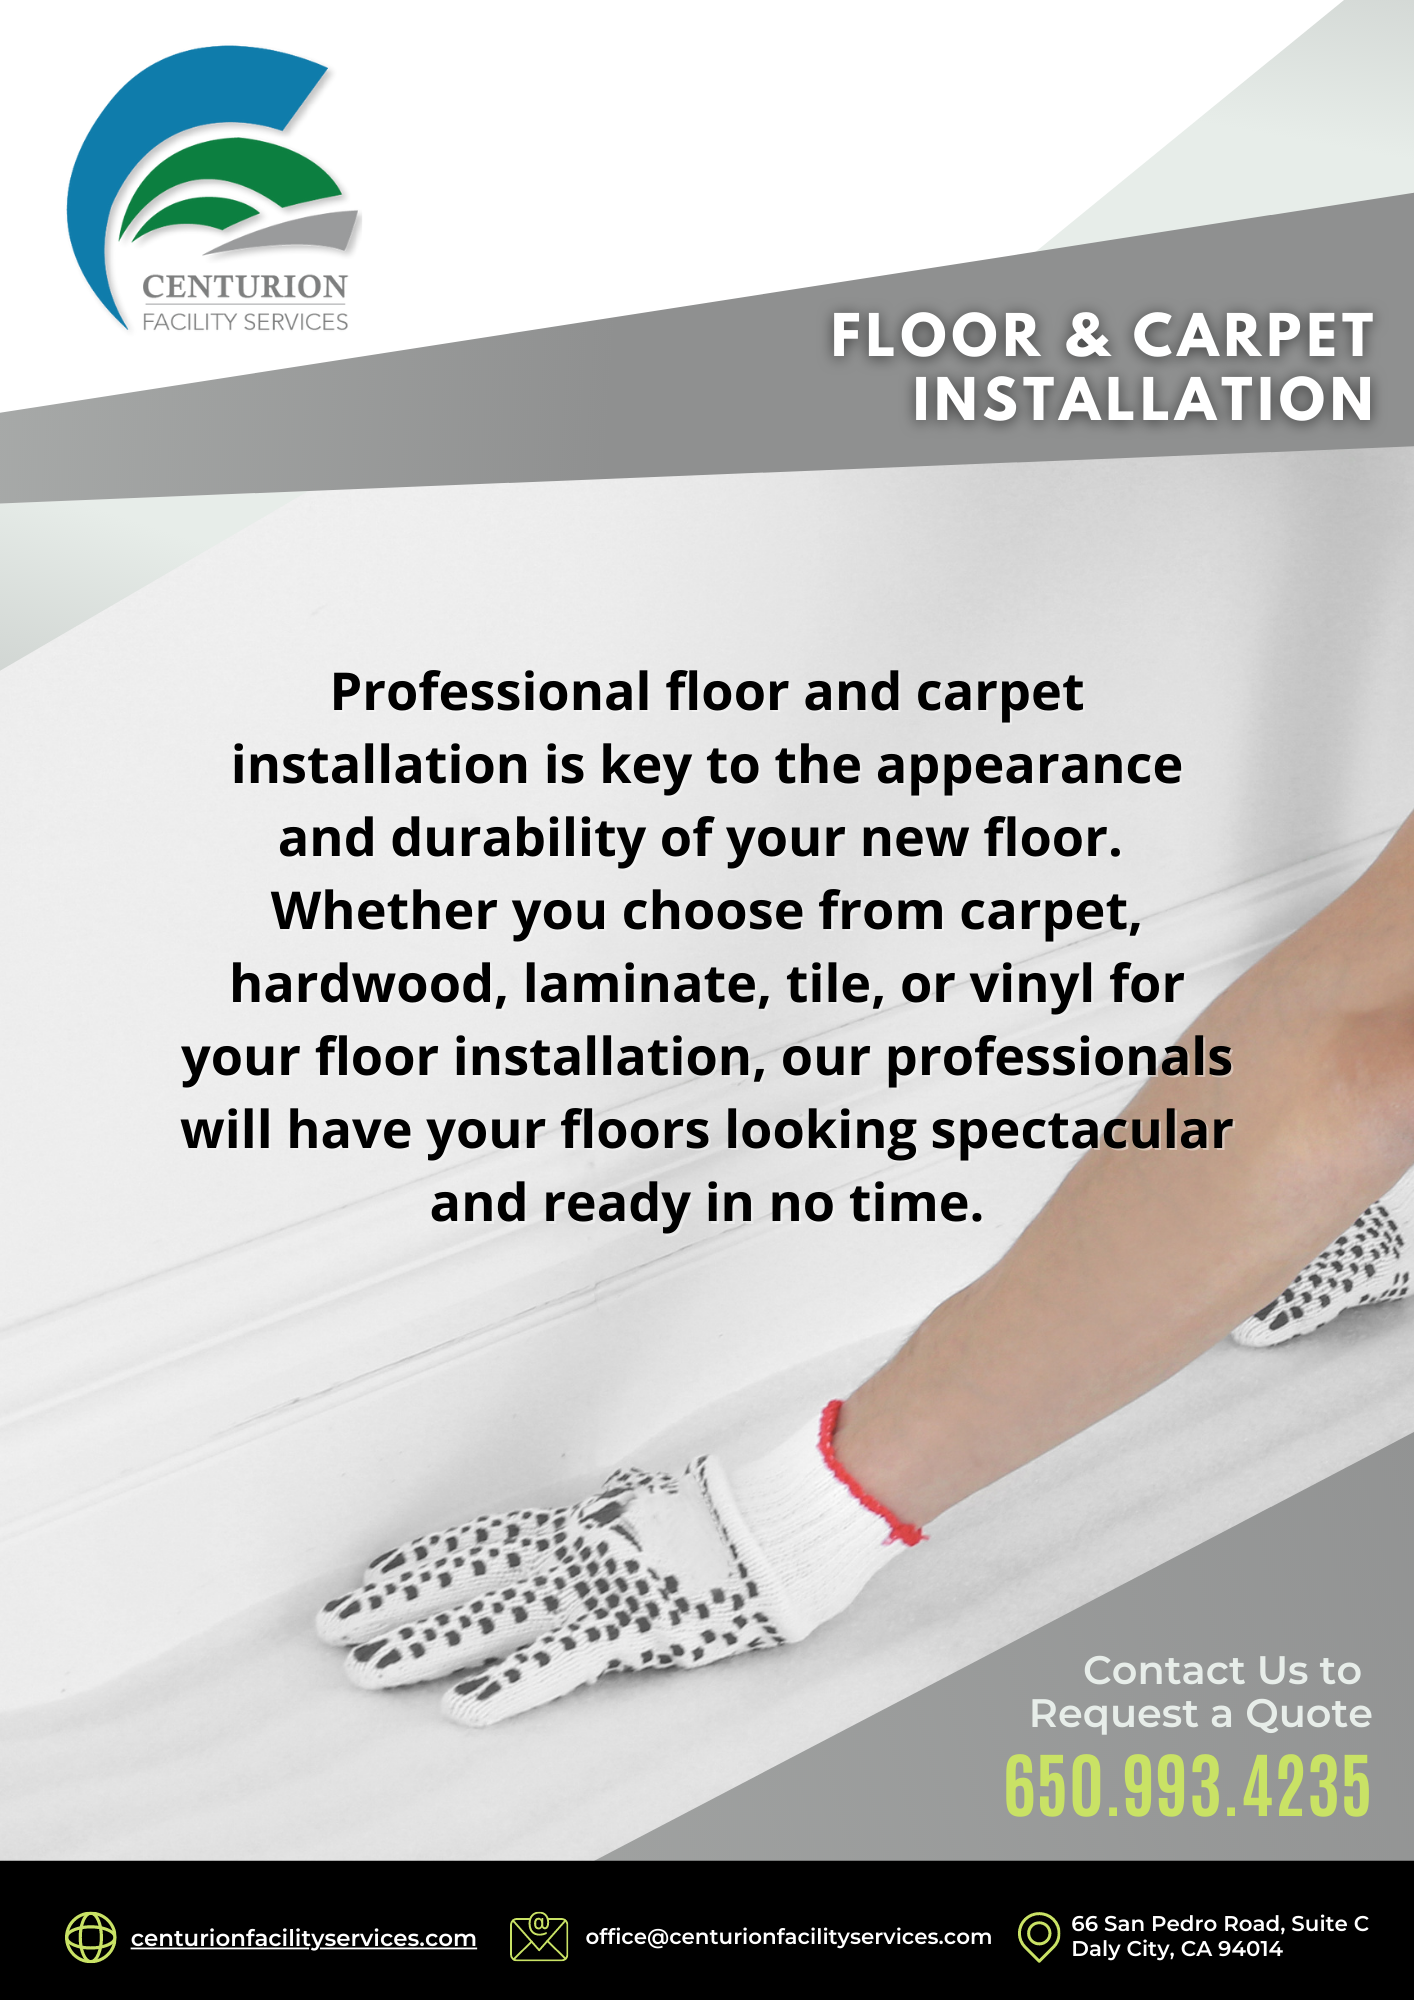 CENTURION
FACILITY SERVICES
FLOOR & CARPET
INSTALLATION
Professional floor and carpet
installation is key to the appearance
and durability of your new floor.
Whether you choose from carpet,
hardwood, laminate, tile, or vinyl for
your floor installation, our professionals
will have your floors looking spectacular
and ready in no time.
Contact Us to
Request a Quote
650.993.4235
centurionfacilityservices.com
@
office@centurionfacilityservices.com
66 San Pedro Road, Suite C
Daly City, CA 94014